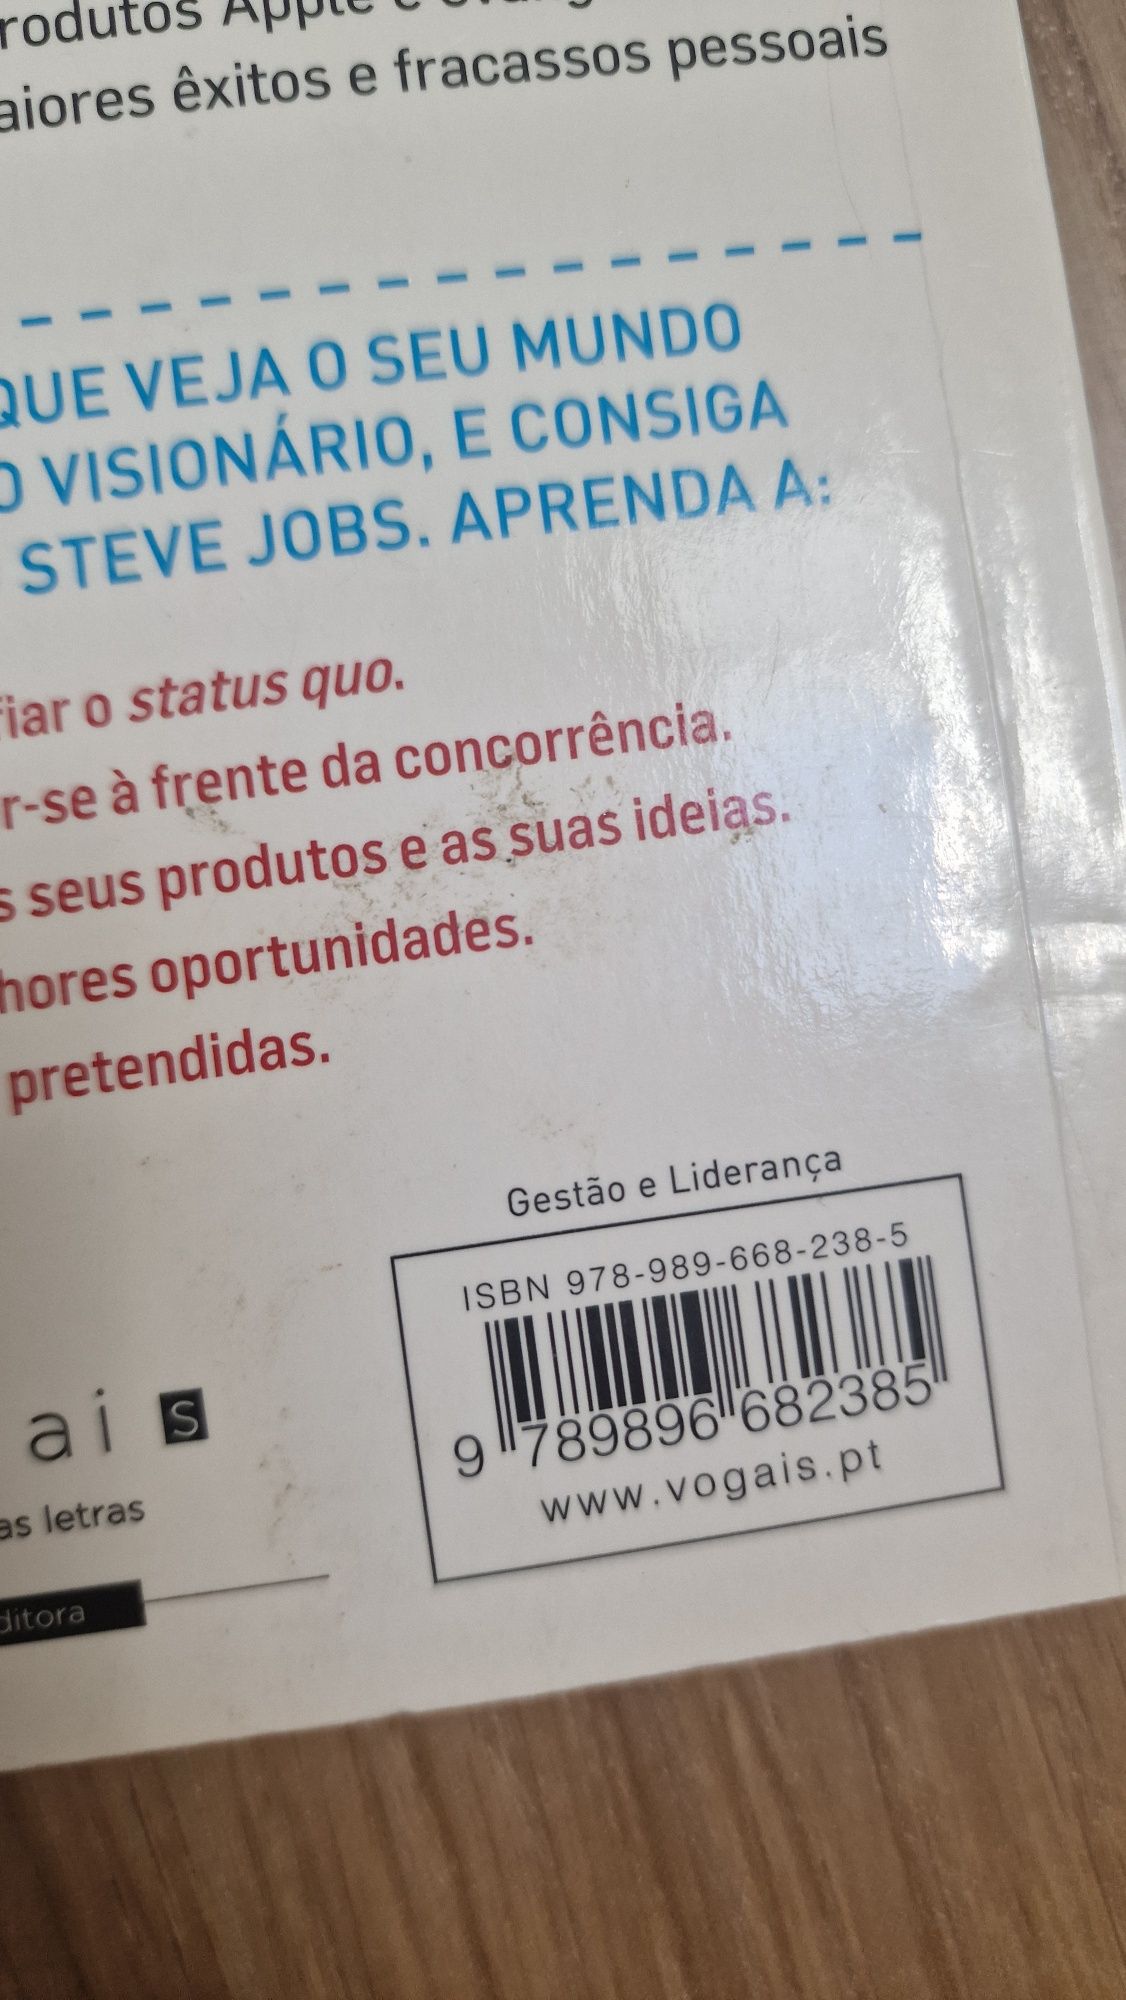 rodutos Apple e
aiores êxitos e fracassos pessoais
QUE VEJA O SEU MUNDO
O VISIONÁRIO, E CONSIGA
STEVE JOBS. APRENDA A:
fiar o status quo.
r-se à frente da concorrência.
s seus produtos e as suas ideias.
hores oportunidades.
pretendidas.
Gestão e Liderança
ISBN 978-989-668-238-5
9 789896 682385
www.vogais.pt
ais
as letras
ditora